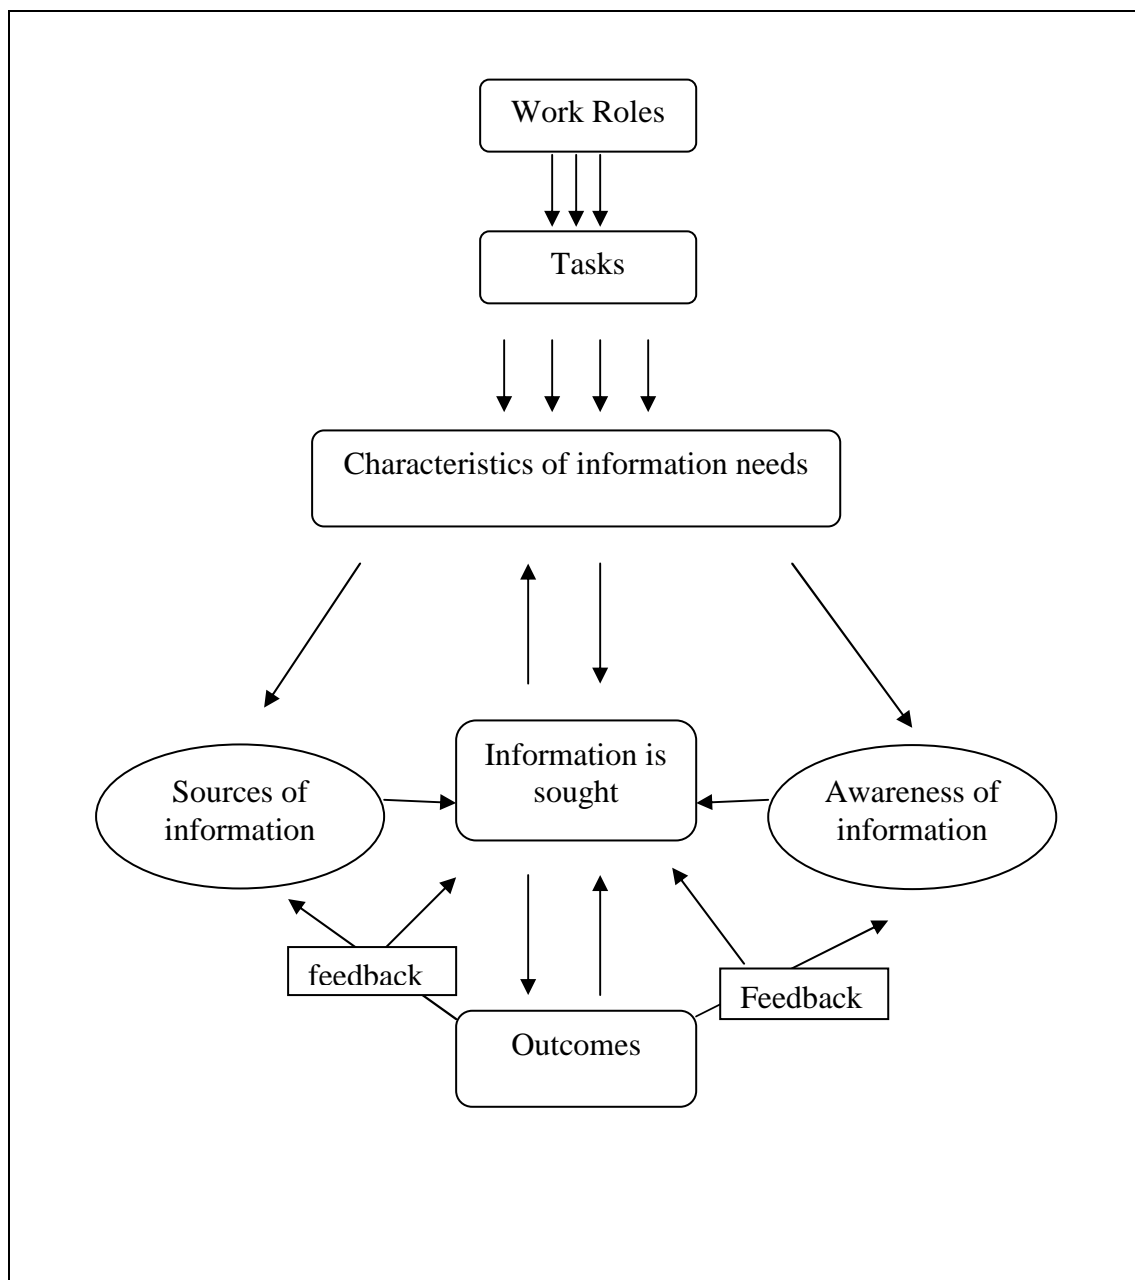 Work Roles
Tasks
Characteristics of information needs
Information is
sought
Sources of
information
Awareness of
information
feedback
Feedback
Outcomes